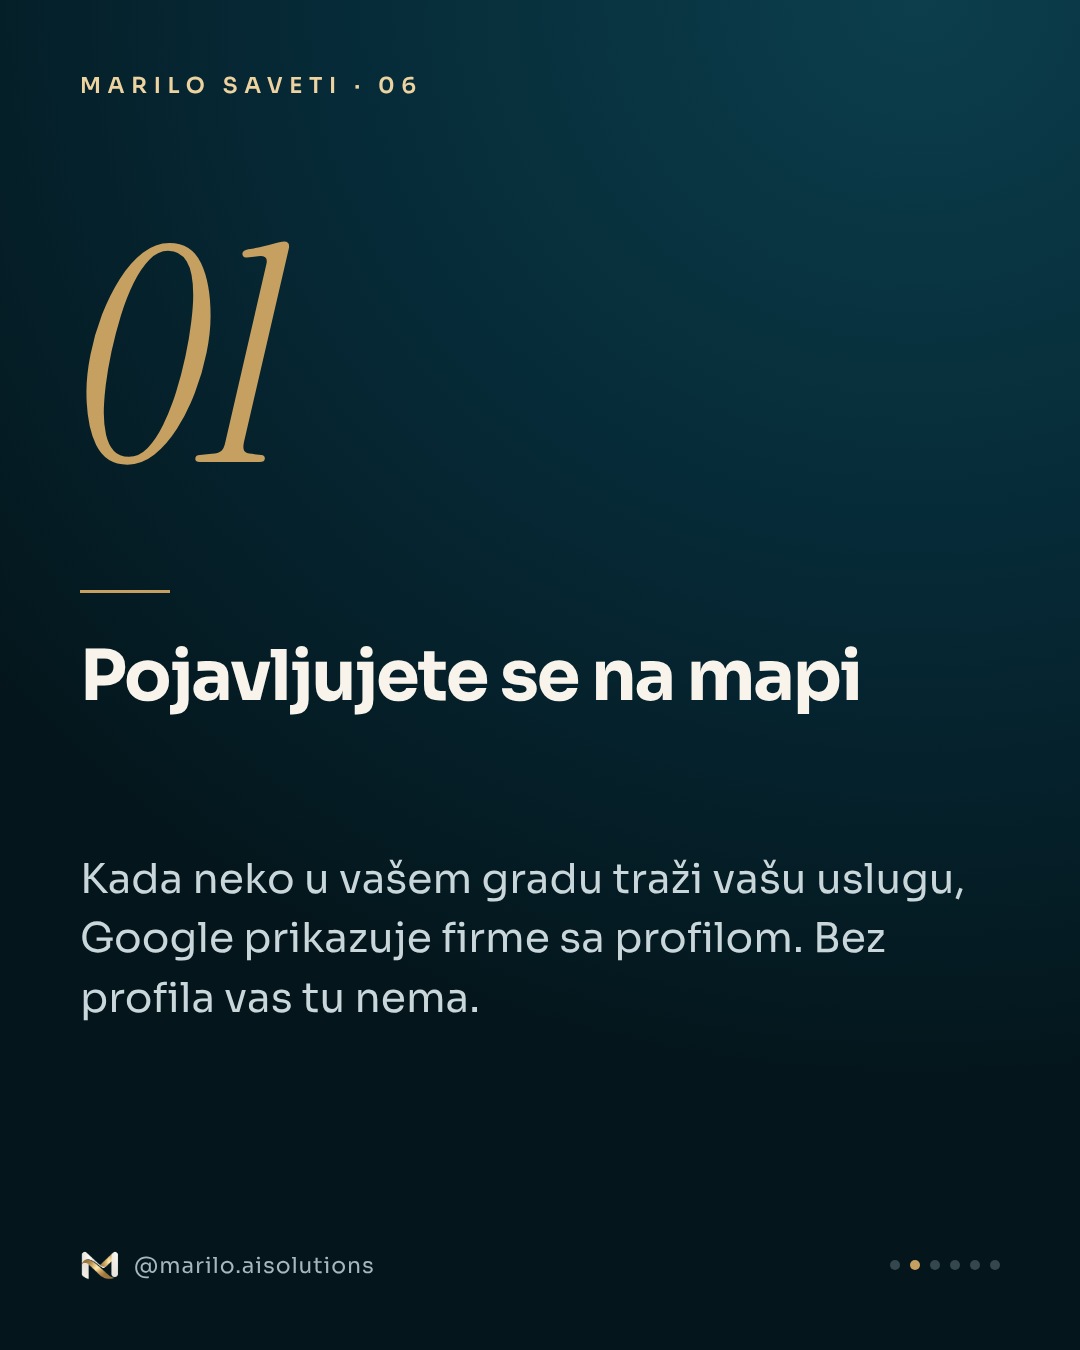 MARILO SAVETI · 06
01
Pojavljujete se na mapi
Kada neko u vašem gradu traži vašu uslugu,
Google prikazuje firme sa profilom. Bez
profila vas tu nema.
@marilo.aisolutions